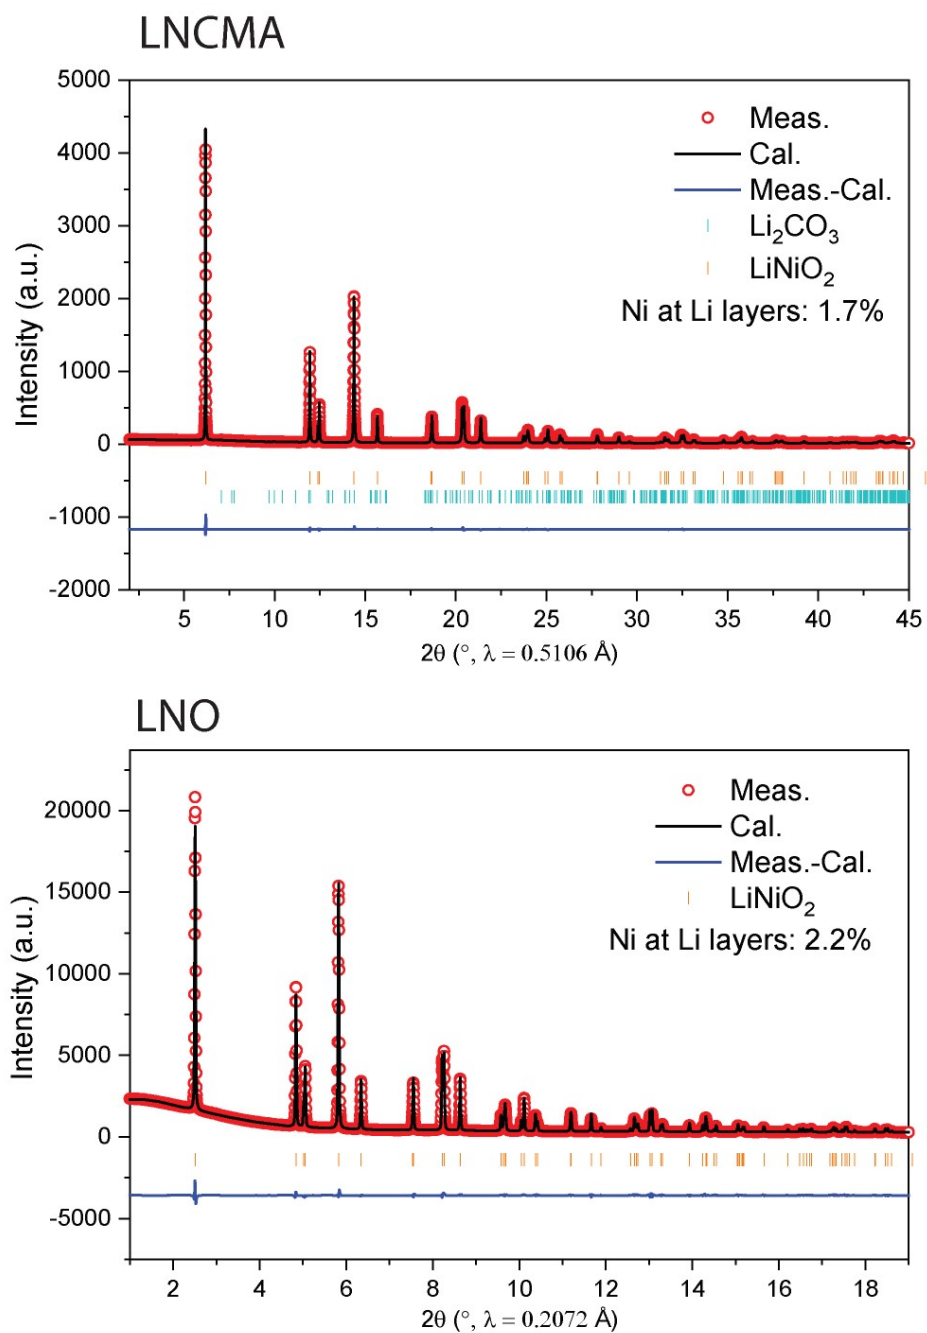 LNCMA
5000
4000
3000
2000
1000
0
-1000
-2000
Intensity (a.u.)
Meas.
Cal.
Meas.-Cal.
Li₂CO₃
LiNiO₂
Ni at Li layers: 1.7%
5 10 15 20 25 30 35 40 45
2θ (°, λ = 0.5106 Å)
LNO
20000
15000
10000
5000
0
-5000
Intensity (a.u.)
Meas.
Cal.
Meas.-Cal.
LiNiO₂
Ni at Li layers: 2.2%
2 4 6 8 10 12 14 16 18
2θ (°, λ = 0.2072 Å)